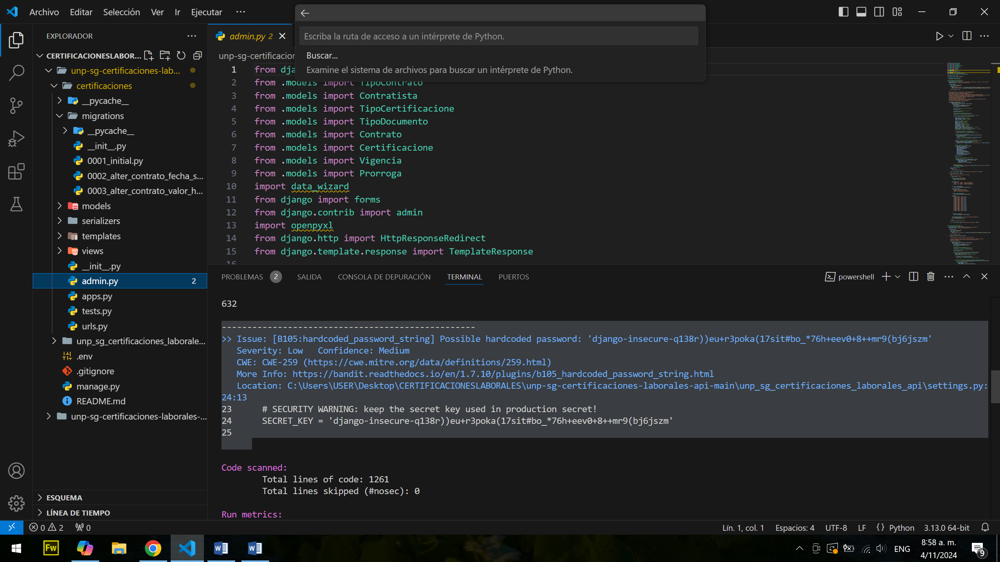 Archivo Editar Selección Ver Ir Ejecutar ···
Escriba la ruta de acceso a un intérprete de Python.
Buscar...
Examine el sistema de archivos para buscar un intérprete de Python.
EXPLORADOR
CERTIFICACIONESLABOR...
unp-sg-certificaciones-lab...
certificaciones
__pycache__
migrations
__pycache__
__init__.py
0001_initial.py
0002_alter_contrato_fecha_s...
0003_alter_contrato_valor_h...
models
serializers
templates
views
__init__.py
admin.py 2
apps.py
tests.py
urls.py
unp_sg_certificaciones_laborale...
.env
.gitignore
manage.py
README.md
unp-sg-certificaciones-laborales-...
ESQUEMA
LÍNEA DE TIEMPO
admin.py 2
unp-sg-certificacion
1 from dja
2 from .models import TipoContrato
3 from .models import Contratista
4 from .models import TipoCertificacione
5 from .models import TipoDocumento
6 from .models import Contrato
7 from .models import Certificacione
8 from .models import Vigencia
9 from .models import Prorroga
10 import data_wizard
11 from django import forms
12 from django.contrib import admin
13 import openpyxl
14 from django.http import HttpResponseRedirect
15 from django.template.response import TemplateResponse
16
PROBLEMAS 2 SALIDA CONSOLA DE DEPURACIÓN TERMINAL PUERTOS
powershell
632
--------------------------------------------------
>> Issue: [B105:hardcoded_password_string] Possible hardcoded password: 'django-insecure-q138r))eu+r3poka(17sit#bo_*76h+eev0+8++mr9(bj6jszm'
Severity: Low Confidence: Medium
CWE: CWE-259 (https://cwe.mitre.org/data/definitions/259.html)
More Info: https://bandit.readthedocs.io/en/1.7.10/plugins/b105_hardcoded_password_string.html
Location: C:\Users\USER\Desktop\CERTIFICACIONESLABORALES\unp-sg-certificaciones-laborales-api-main\unp_sg_certificaciones_laborales_api\settings.py:
24:13
23 # SECURITY WARNING: keep the secret key used in production secret!
24 SECRET_KEY = 'django-insecure-q138r))eu+r3poka(17sit#bo_*76h+eev0+8++mr9(bj6jszm'
25
Code scanned:
Total lines of code: 1261
Total lines skipped (#nosec): 0
Run metrics:
0 2 0
Lín. 1, col. 1 Espacios: 4 UTF-8 LF {} Python 3.13.0 64-bit
Fw
ENG
8:58 a. m.
4/11/2024
9